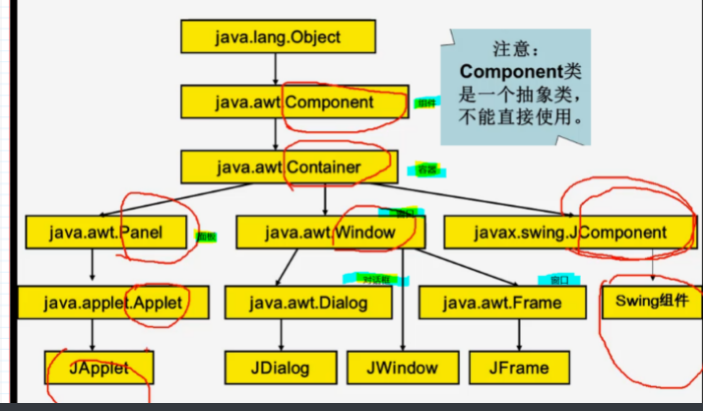 java.lang.Object
注意：
Component类
是一个抽象类，
不能直接使用。
java.awt.Component
组件
java.awt.Container
容器
java.awt.Panel
面板
java.awt.Window
窗口
javax.swing.JComponent
java.applet.Applet
java.awt.Dialog
对话框
java.awt.Frame
窗口
Swing组件
JApplet
JDialog
JWindow
JFrame